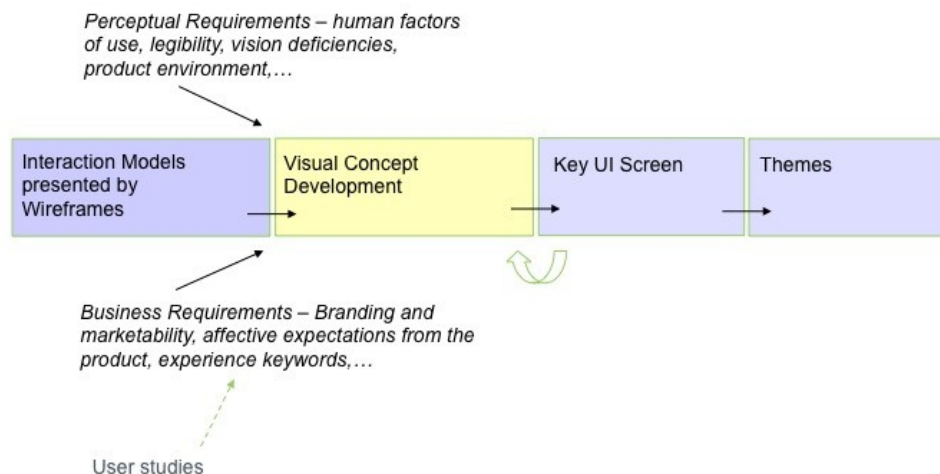 Perceptual Requirements – human factors
of use, legibility, vision deficiencies,
product environment,…
Interaction Models
presented by
Wireframes
Visual Concept
Development
Key UI Screen
Themes
Business Requirements – Branding and
marketability, affective expectations from the
product, experience keywords,…
User studies